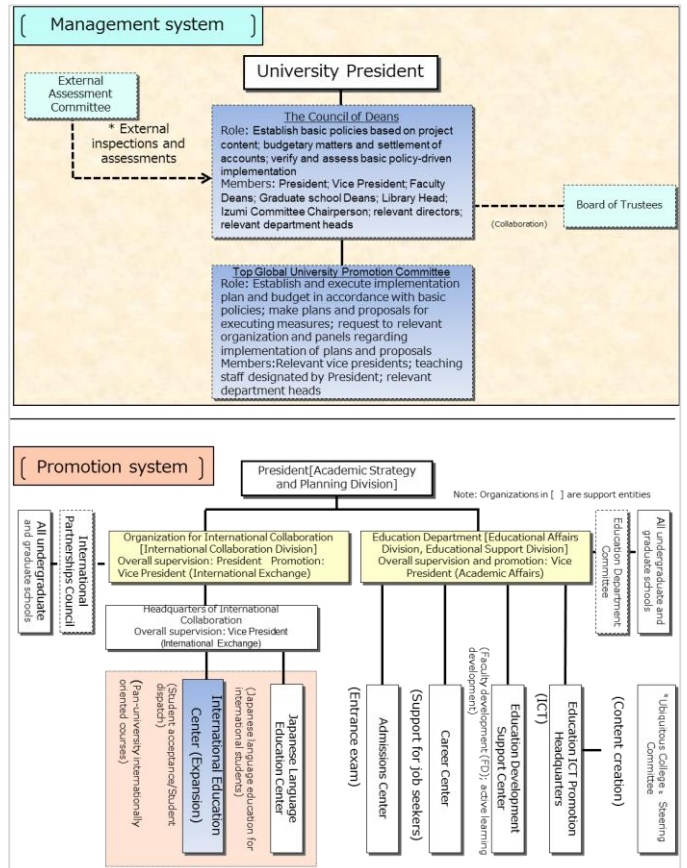 [ Management system ]
University President
External
Assessment
Committee
* External
inspections and
assessments
The Council of Deans
Role: Establish basic policies based on project
content; budgetary matters and settlement of
accounts; verify and assess basic policy-driven
implementation
Members: President; Vice President; Faculty
Deans; Graduate school Deans; Library Head;
Izumi Committee Chairperson; relevant directors;
relevant department heads
(Collaboration)
Board of Trustees
Top Global University Promotion Committee
Role: Establish and execute implementation
plan and budget in accordance with basic
policies; make plans and proposals for
executing measures; request to relevant
organization and panels regarding
implementation of plans and proposals
Members:Relevant vice presidents; teaching
staff designated by President; relevant
department heads
[ Promotion system ]
President[Academic Strategy
and Planning Division]
Note: Organizations in [ ] are support entities
All undergraduate
and graduate schools
International
Partnerships Council
Organization for International Collaboration
[International Collaboration Division]
Overall supervision: President Promotion:
Vice President (International Exchange)
Education Department [Educational Affairs
Division, Educational Support Division]
Overall supervision and promotion: Vice
President (Academic Affairs)
Education Department
Committee
All undergraduate and
graduate schools
Headquarters of International
Collaboration
Overall supervision: Vice President
(International Exchange)
(Pan-university internationally
oriented courses)
(Student acceptance/Student
dispatch)
International Education
Center (Expansion)
(Japanese language education for
international students)
Japanese Language
Education Center
(Entrance exam)
Admissions Center
(Support for job
seekers)
Career Center
(Faculty development (FD); active learning
development)
Education Development
Support Center
(ICT)
Education ICT Promotion
Headquarters
(Content creation)
"Ubiquitous College" Steering
Committee